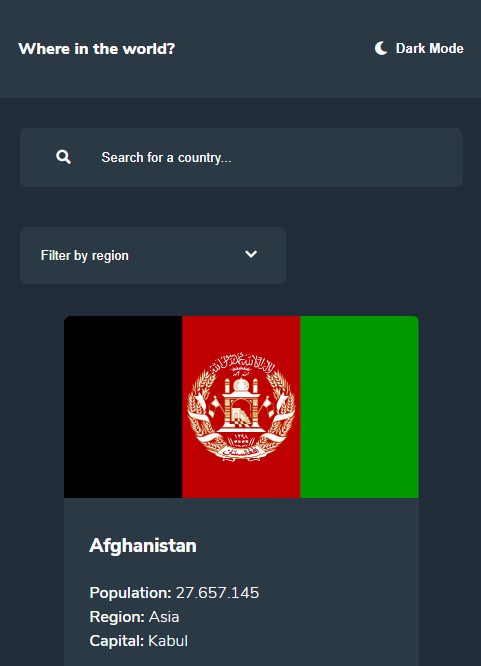 Where in the world?
Dark Mode
Search for a country...
Filter by region
Afghanistan
Population: 27.657.145
Region: Asia
Capital: Kabul